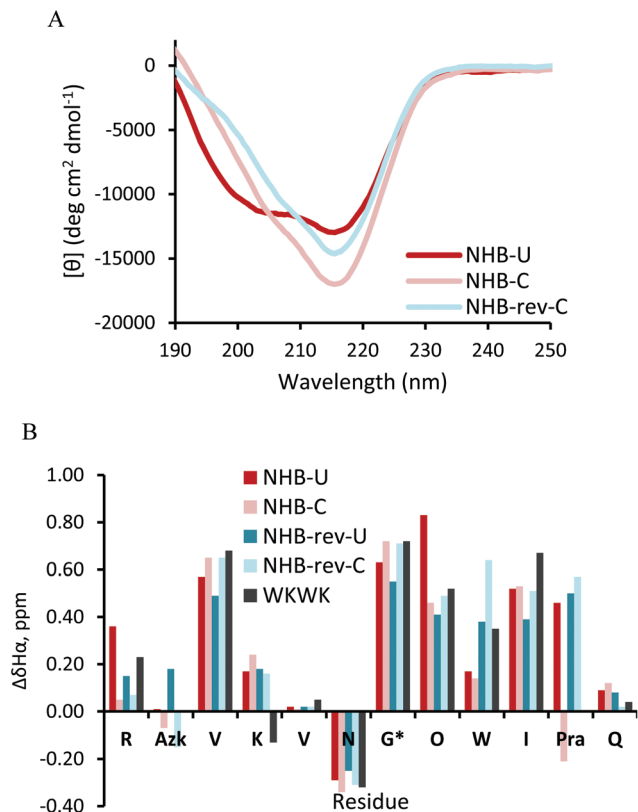 A
0
-5000
-10000
-15000
-20000
[θ] (deg cm² dmol⁻¹)
NHB-U
NHB-C
NHB-rev-C
190 200 210 220 230 240 250
Wavelength (nm)
B
1.00
0.80
0.60
0.40
0.20
0.00
-0.20
-0.40
ΔδHα, ppm
NHB-U
NHB-C
NHB-rev-U
NHB-rev-C
WKWK
R Azk V K V N G* O W I Pra Q
Residue